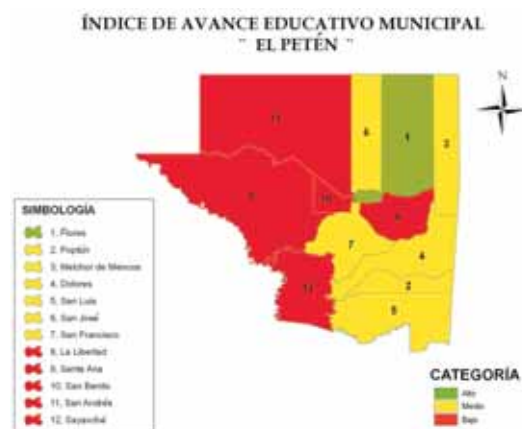 ÍNDICE DE AVANCE EDUCATIVO MUNICIPAL
¨ EL PETÉN ¨
N
11
6
1
3
10
7
4
2
5
12
SIMBOLOGÍA
1, Flores
2, Poptún
3, Melchor de Mencos
4, Dolores
5, San Luis
6, San José
7, San Francisco
8, La Libertad
9, Santa Ana
10, San Benito
11, San Andrés
12, Sayaxché
CATEGORÍA
Alto
Medio
Bajo